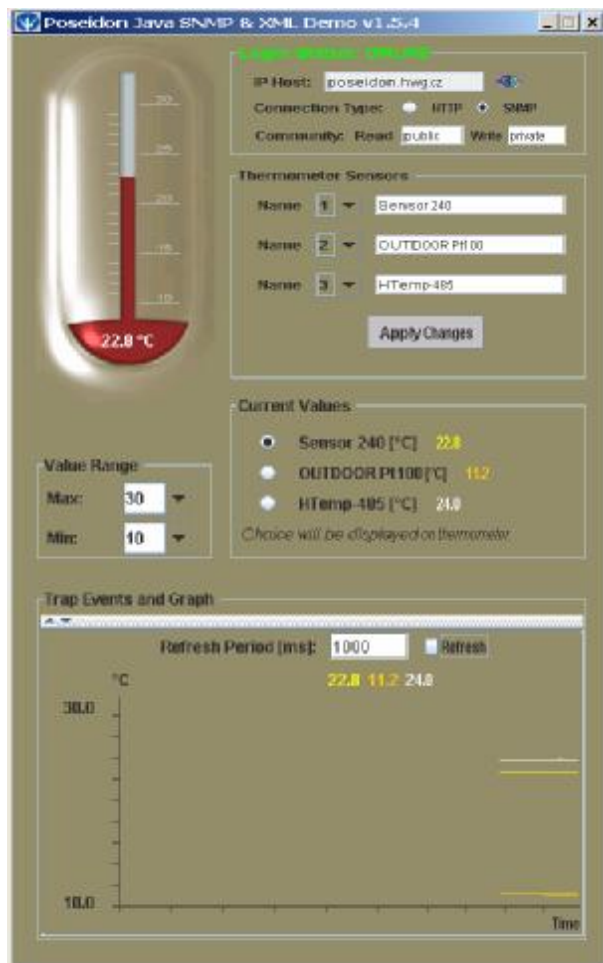 Poseidon Java SNMP & XML Demo v1.5.4
Status: ONLINE
IP Host: poseidon.hwg.cz
Connection Type: HTTP SNMP
Community: Read public Write private
30
25
20
15
10
22.8 °C
Thermometer Sensors
Name 1 Sensor 240
Name 2 OUTDOOR Pt100
Name 3 HTemp-485
Apply Changes
Current Values
Sensor 240 [°C] 22.8
OUTDOOR Pt100 [°C] 11.2
HTemp-485 [°C] 24.0
Choice will be displayed on thermometer
Value Range
Max: 30
Min: 10
Trap Events and Graph
Refresh Period [ms]: 1000 Refresh
°C
22.8 11.2 24.0
30.0
10.0
Time